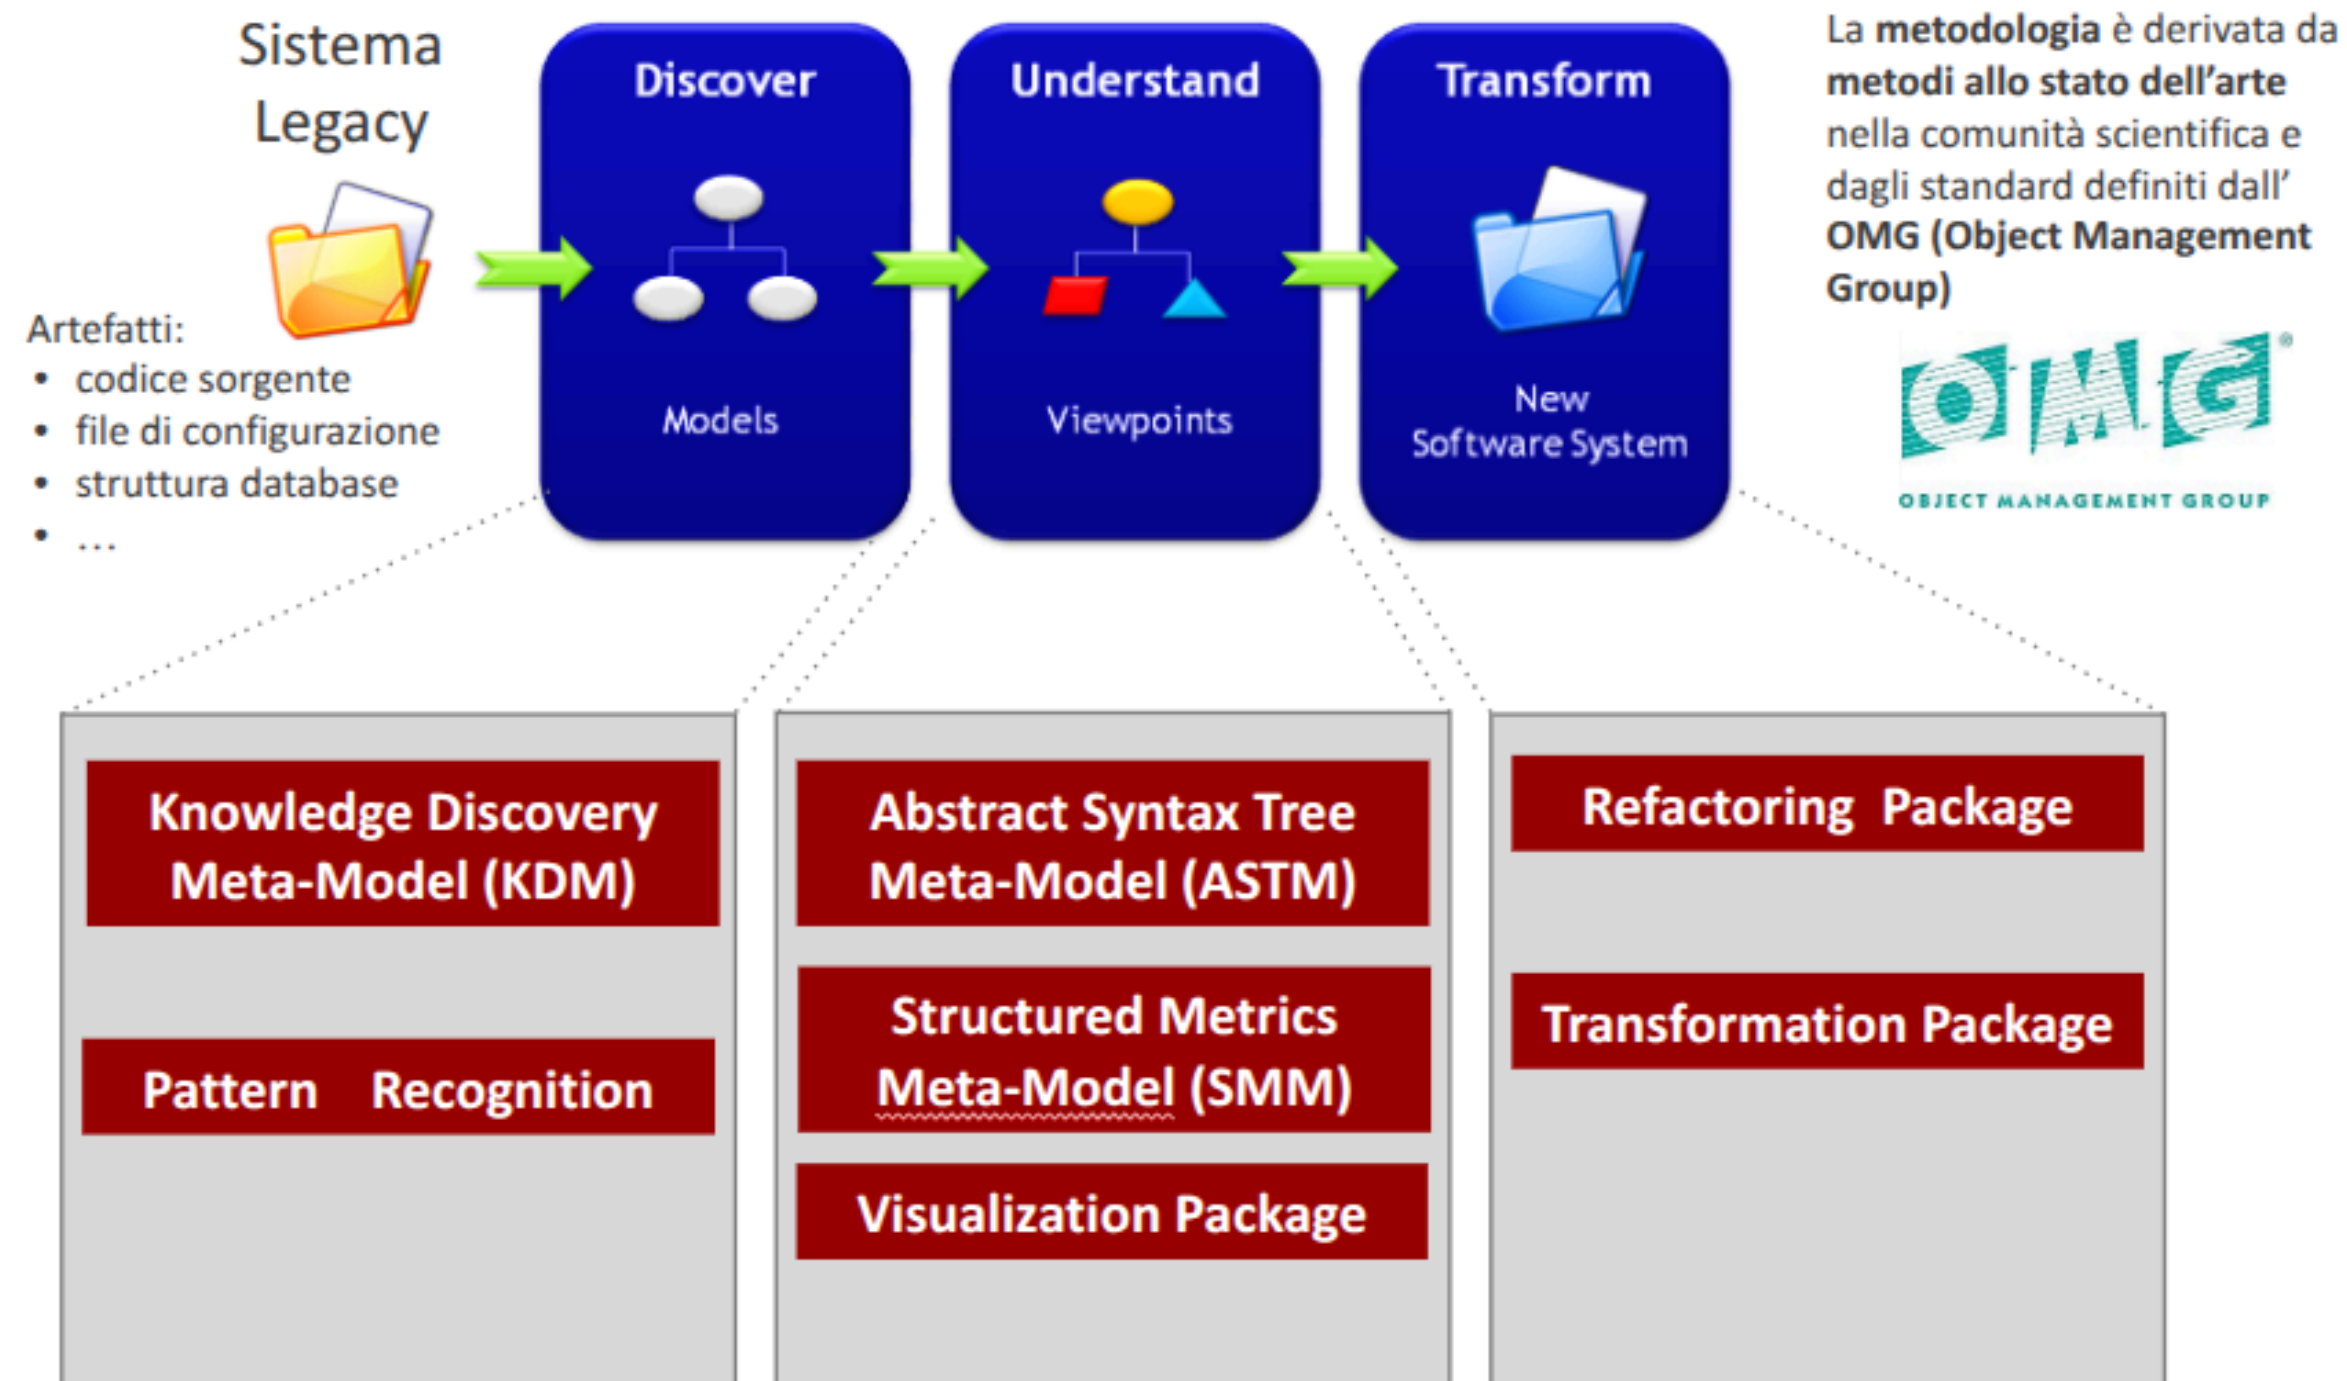 Sistema
Legacy
Artefatti:
• codice sorgente
• file di configurazione
• struttura database
• ...
Discover
Models
Understand
Viewpoints
Transform
New
Software System
La metodologia è derivata da
metodi allo stato dell’arte
nella comunità scientifica e
dagli standard definiti dall’
OMG (Object Management
Group)
OMG®
OBJECT MANAGEMENT GROUP
Knowledge Discovery
Meta-Model (KDM)
Pattern Recognition
Abstract Syntax Tree
Meta-Model (ASTM)
Structured Metrics
Meta-Model (SMM)
Visualization Package
Refactoring Package
Transformation Package